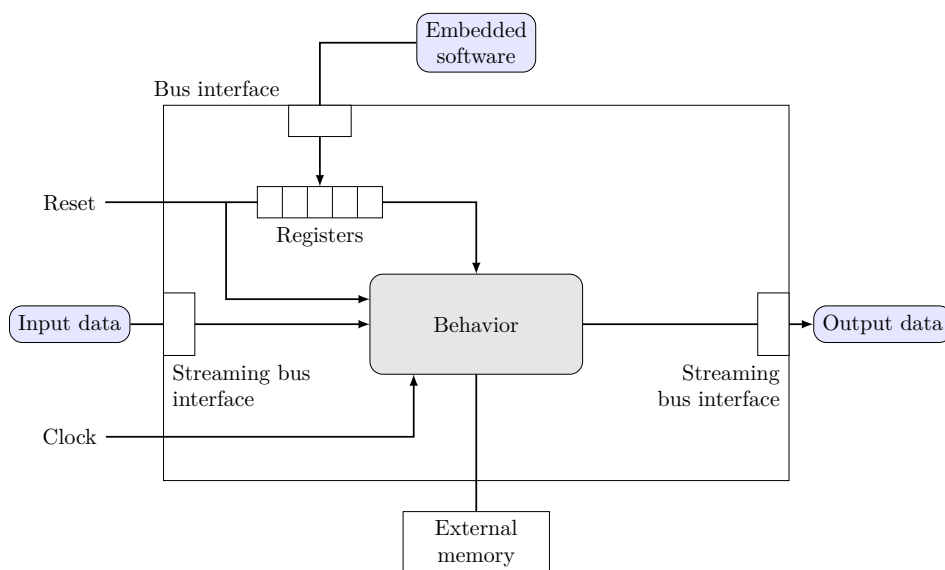 Embedded
software
Bus interface
Reset
Registers
Input data
Behavior
Output data
Streaming bus
interface
Streaming
bus interface
Clock
External
memory